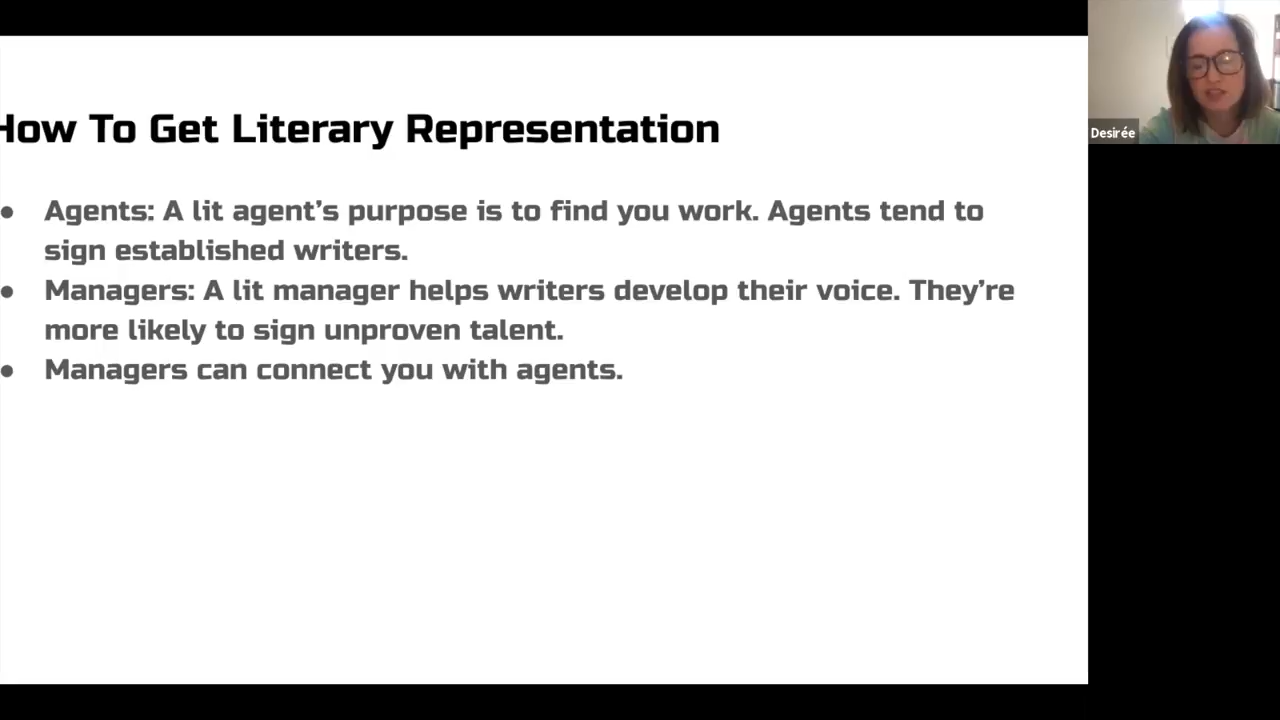 How To Get Literary Representation
● Agents: A lit agent’s purpose is to find you work. Agents tend to
sign established writers.
● Managers: A lit manager helps writers develop their voice. They’re
more likely to sign unproven talent.
● Managers can connect you with agents.
Desirée